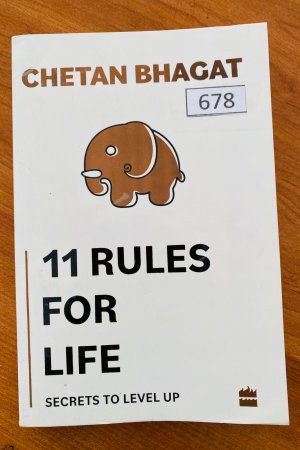 CHETAN BHAGAT
678
11 RULES
FOR
LIFE
SECRETS TO LEVEL UP